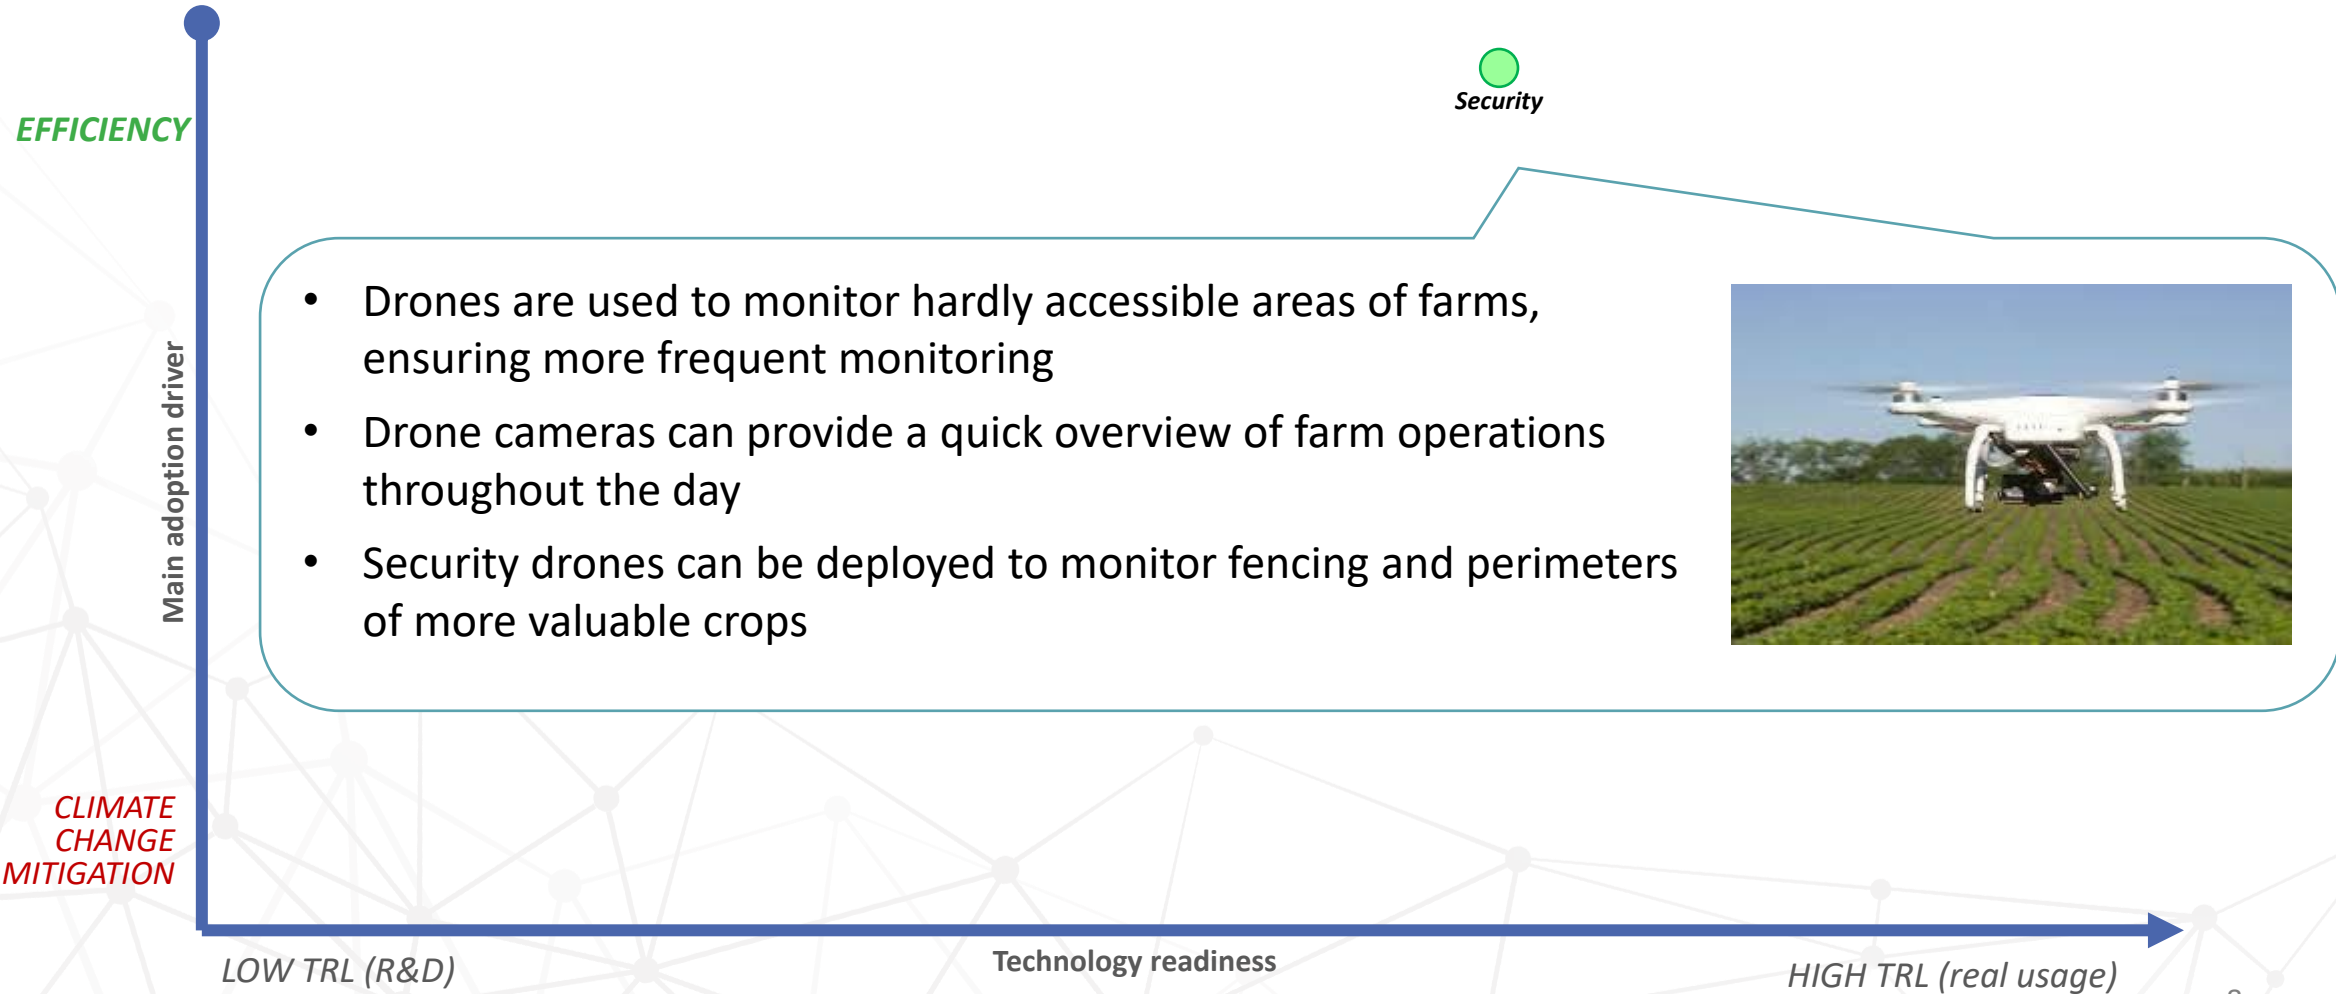 Security
EFFICIENCY
• Drones are used to monitor hardly accessible areas of farms,
ensuring more frequent monitoring
• Drone cameras can provide a quick overview of farm operations
throughout the day
• Security drones can be deployed to monitor fencing and perimeters
of more valuable crops
Main adoption driver
CLIMATE
CHANGE
MITIGATION
LOW TRL (R&D)
Technology readiness
HIGH TRL (real usage)